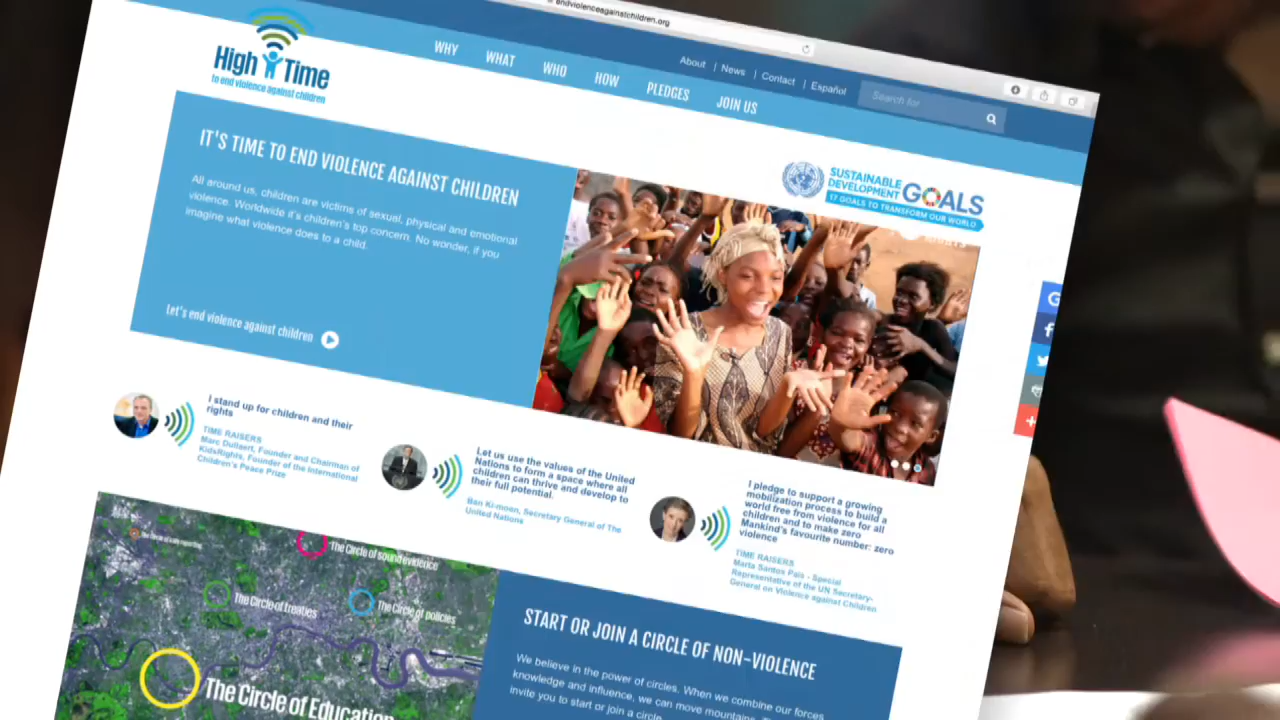 endviolenceagainstchildren.org
About | News | Contact | Español
Search for
High Time
to end violence against children
WHY WHAT WHO HOW PLEDGES JOIN US
IT'S TIME TO END VIOLENCE AGAINST CHILDREN
All around us, children are victims of sexual, physical and emotional
violence. Worldwide it's children's top concern. No wonder, if you
imagine what violence does to a child.
Let's end violence against children
SUSTAINABLE
DEVELOPMENT
GOALS
17 GOALS TO TRANSFORM OUR WORLD
I stand up for children and their
rights
TIME RAISERS
Marc Dullaert, Founder and Chairman of
KidsRights, Founder of the International
Children's Peace Prize
Let us use the values of the United
Nations to form a space where all
children can thrive and develop to
their full potential.
Ban Ki-moon, Secretary General of The
United Nations
I pledge to support a growing
mobilization process to build a
world free from violence for all
children and to make zero
Mankind's favourite number: zero
violence
TIME RAISERS
Marta Santos Pais - Special
Representative of the UN Secretary-
General on Violence against Children
The Circle of sound evidence
The Circle of treaties
The Circle of policies
The Circle of Education
START OR JOIN A CIRCLE OF NON-VIOLENCE
We believe in the power of circles. When we combine our forces
knowledge and influence, we can move mountains.
invite you to start or join a circle